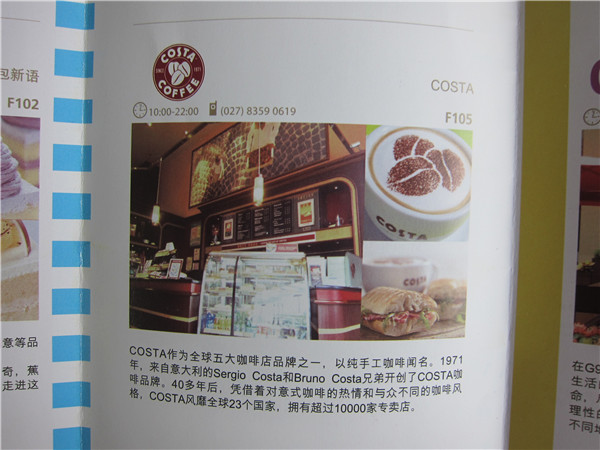 包新语
F102
意等品
奇，蕉
走进这
COSTA
COFFEE
SINCE 1971
COSTA
10:00-22:00 (027) 8359 0619
F105
COSTA
COSTA
COSTA作为全球五大咖啡店品牌之一，以纯手工咖啡闻名。1971
年，来自意大利的Sergio Costa和Bruno Costa兄弟开创了COSTA咖
啡品牌。40多年后，凭借着对意式咖啡的热情和与众不同的咖啡风
格，COSTA风靡全球23个国家，拥有超过10000家专卖店。
在G9
生活
命，
理性的
不同地